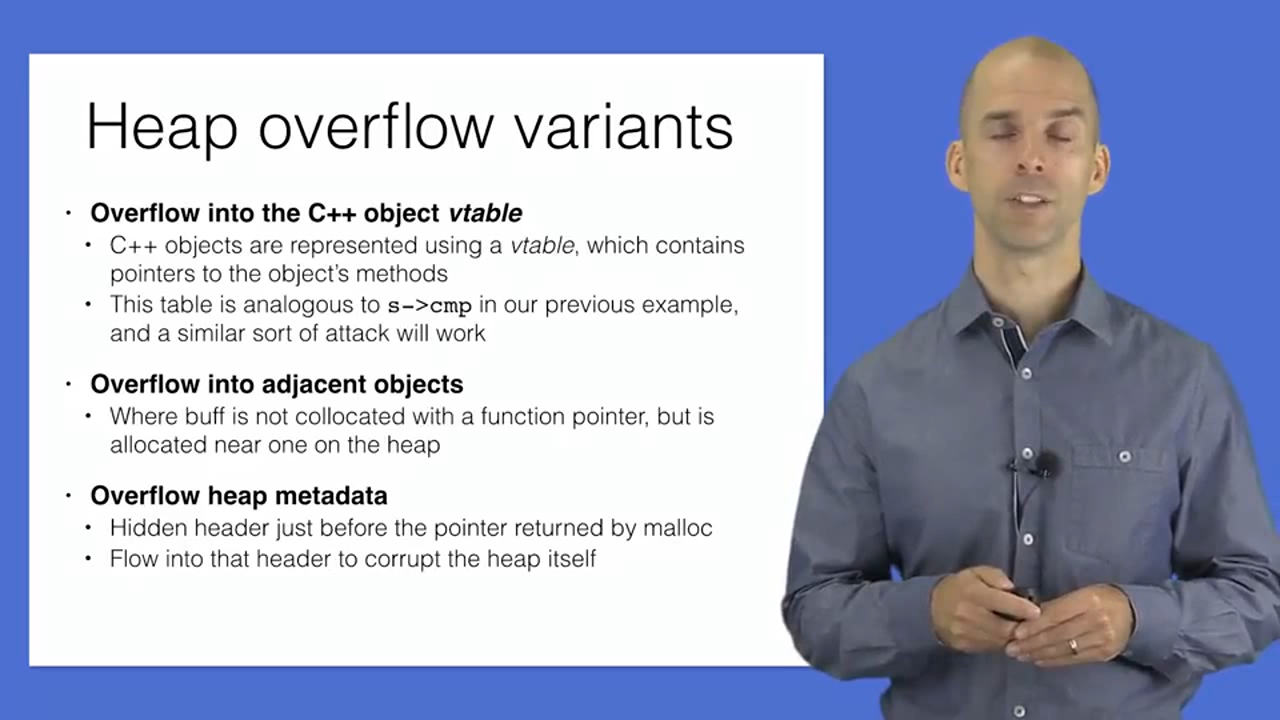 Heap overflow variants
• Overflow into the C++ object vtable
• C++ objects are represented using a vtable, which contains
pointers to the object's methods
• This table is analogous to s->cmp in our previous example,
and a similar sort of attack will work
• Overflow into adjacent objects
• Where buff is not collocated with a function pointer, but is
allocated near one on the heap
• Overflow heap metadata
• Hidden header just before the pointer returned by malloc
• Flow into that header to corrupt the heap itself